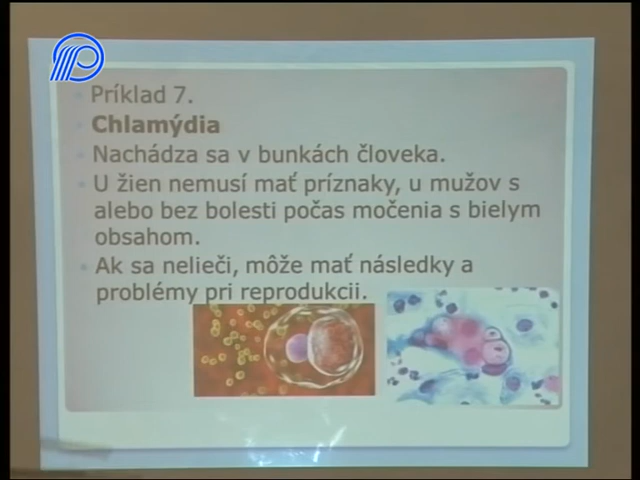 Príklad 7.
Chlamýdia
Nachádza sa v bunkách človeka.
U žien nemusí mať príznaky, u mužov s
alebo bez bolesti počas močenia s bielym
obsahom.
Ak sa nelieči, môže mať následky a
problémy pri reprodukcii.